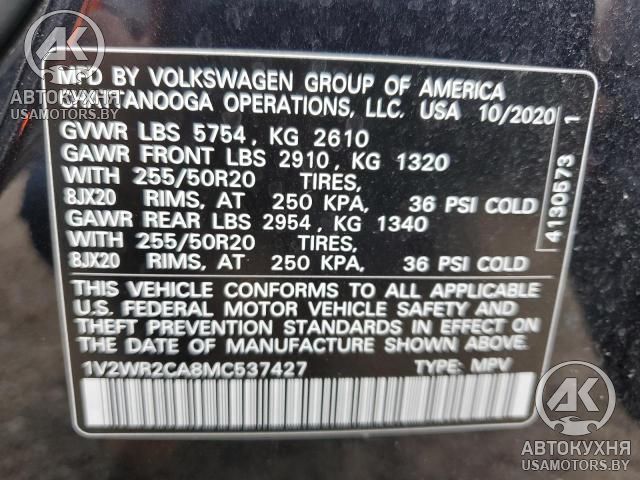 MFD BY VOLKSWAGEN GROUP OF AMERICA
CHATTANOOGA OPERATIONS, LLC. USA 10/2020
GVWR LBS 5754, KG 2610
GAWR FRONT LBS 2910, KG 1320
WITH 255/50R20 TIRES,
8JX20 RIMS, AT 250 KPA, 36 PSI COLD
GAWR REAR LBS 2954, KG 1340
WITH 255/50R20 TIRES,
8JX20 RIMS, AT 250 KPA, 36 PSI COLD
THIS VEHICLE CONFORMS TO ALL APPLICABLE
U.S. FEDERAL MOTOR VEHICLE SAFETY AND
THEFT PREVENTION STANDARDS IN EFFECT ON
THE DATE OF MANUFACTURE SHOWN ABOVE.
1V2WR2CA8MC537427 TYPE: MPV
4130573 1
АК
АВТОКУХНЯ
USAMOTORS.BY
АК
АВТОКУХНЯ
USAMOTORS.BY